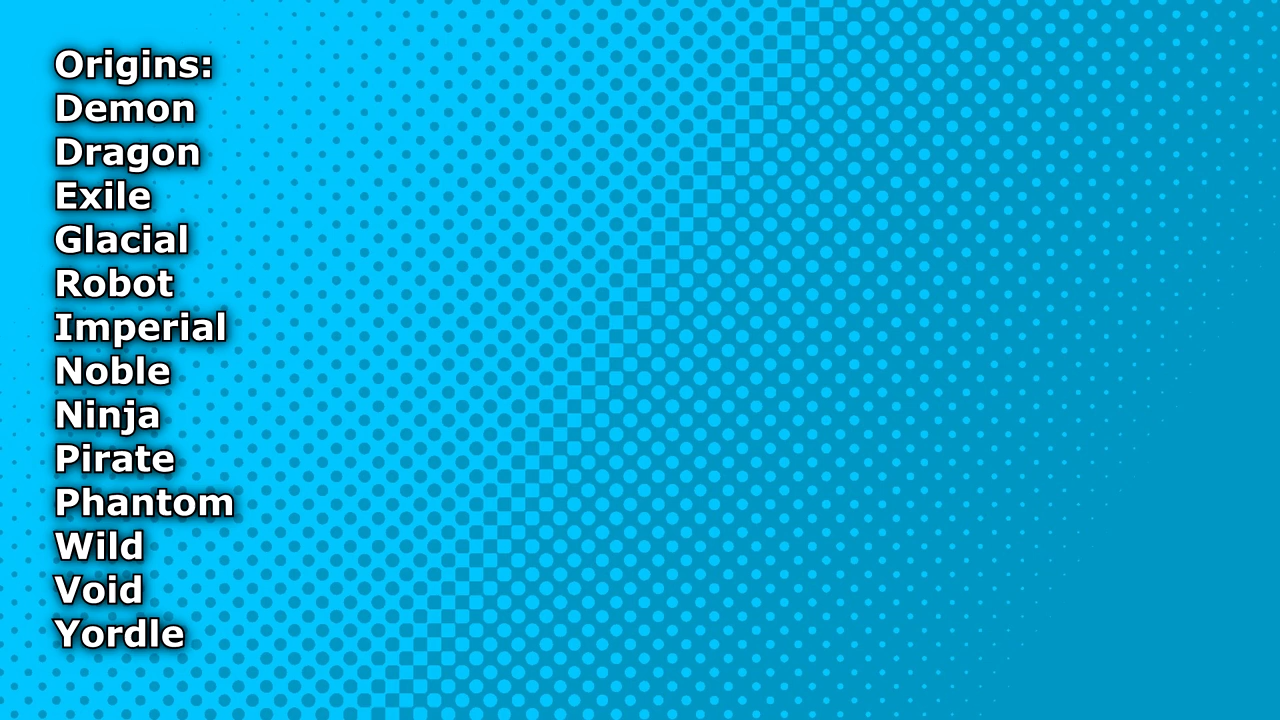 Origins:
Demon
Dragon
Exile
Glacial
Robot
Imperial
Noble
Ninja
Pirate
Phantom
Wild
Void
Yordle